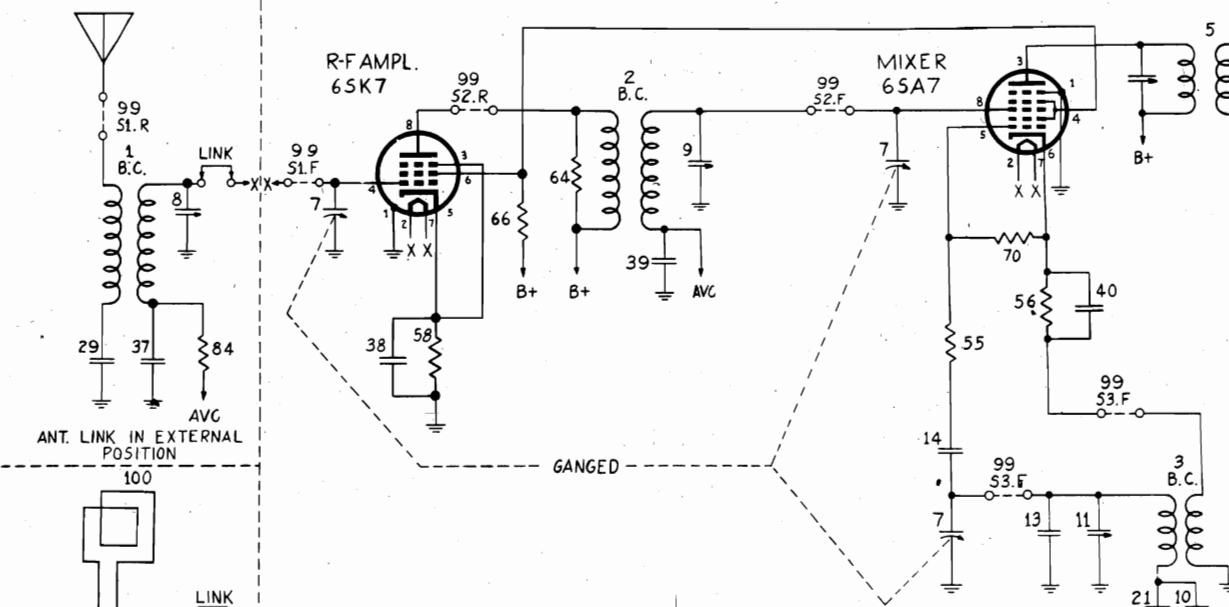 R-F AMPL.
6SK7
MIXER
6SA7
5
99
S1.R
1
B.C.
LINK
8
X X
99
S1.F
7
99
S2.R
2
B.C.
99
S2.F
8
3
6
4
1
2
7
5
X X
64
66
B+
B+
9
39
AVC
7
3
1
8
4
5
2
7
6
X X
B+
70
56
40
55
38
58
29
37
84
AVC
ANT. LINK IN EXTERNAL
POSITION
GANGED
99
S3.F
14
99
S3.F
7
13
11
3
B.C.
21
10
100
LINK